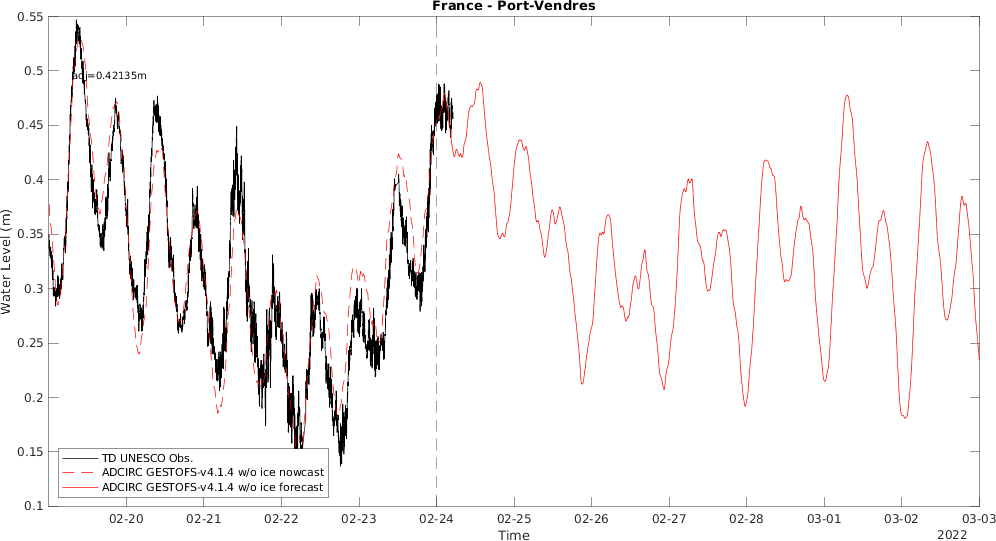 France - Port-Vendres
0.55
0.5
0.45
0.4
0.35
0.3
0.25
0.2
0.15
0.1
Water Level (m)
adj=0.42135m
TD UNESCO Obs.
ADCIRC GESTOFS-v4.1.4 w/o ice nowcast
ADCIRC GESTOFS-v4.1.4 w/o ice forecast
02-20 02-21 02-22 02-23 02-24 02-25 02-26 02-27 02-28 03-01 03-02 03-03
Time
2022